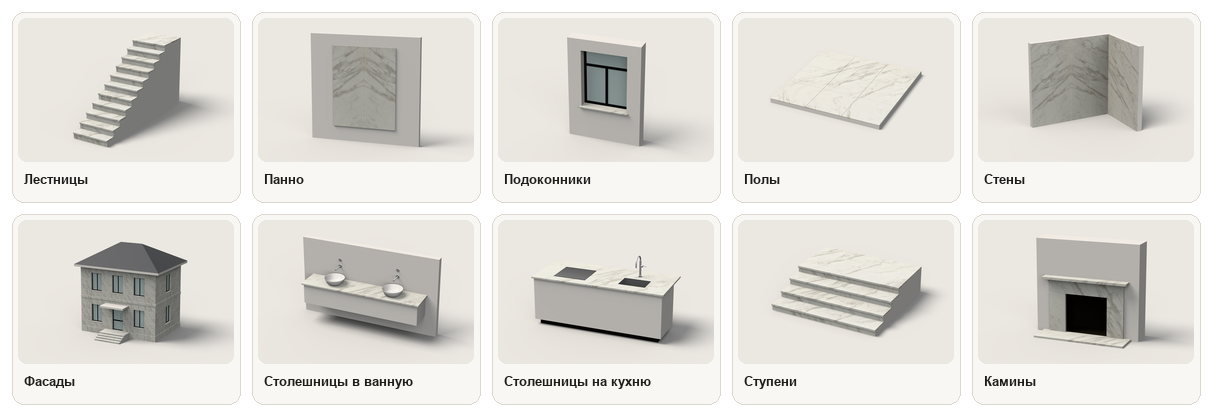 Лестницы
Панно
Подоконники
Полы
Стены
Фасады
Столешницы в ванную
Столешницы на кухню
Ступени
Камины